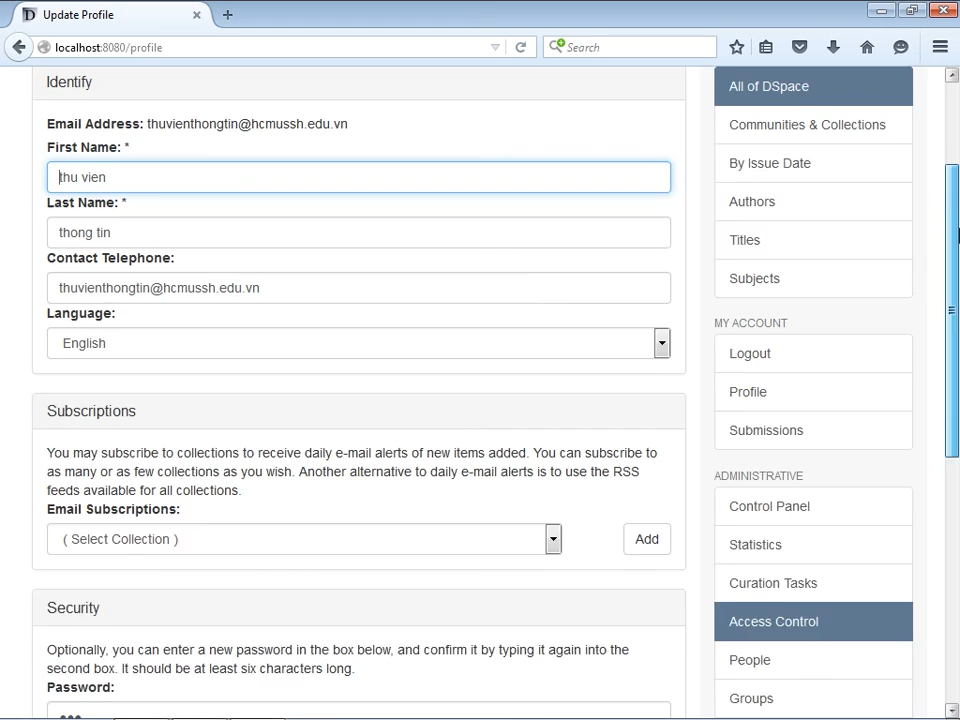 Update Profile
localhost:8080/profile
Search
Identify
Email Address: thuvienthongtin@hcmussh.edu.vn
First Name: *
thu vien
Last Name: *
thong tin
Contact Telephone:
thuvienthongtin@hcmussh.edu.vn
Language:
English
Subscriptions
You may subscribe to collections to receive daily e-mail alerts of new items added. You can subscribe to
as many or as few collections as you wish. Another alternative to daily e-mail alerts is to use the RSS
feeds available for all collections.
Email Subscriptions:
( Select Collection )
Add
Security
Optionally, you can enter a new password in the box below, and confirm it by typing it again into the
second box. It should be at least six characters long.
Password:
All of DSpace
Communities & Collections
By Issue Date
Authors
Titles
Subjects
MY ACCOUNT
Logout
Profile
Submissions
ADMINISTRATIVE
Control Panel
Statistics
Curation Tasks
Access Control
People
Groups